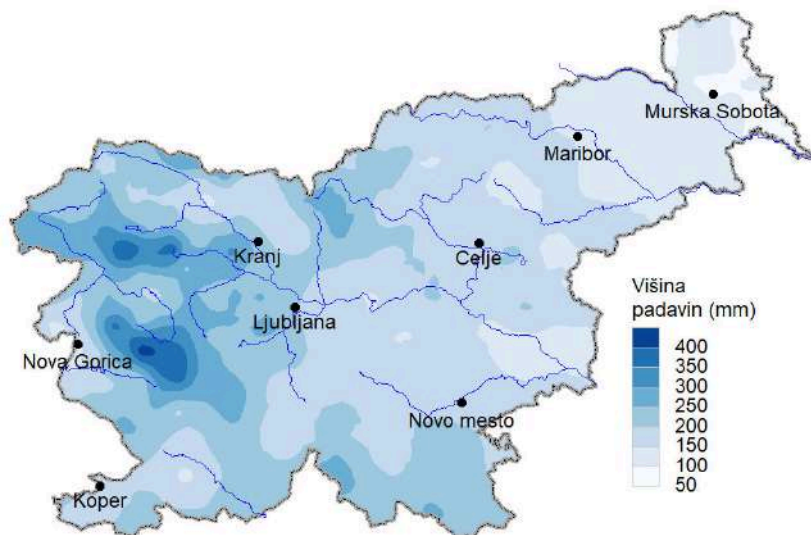 Murska Sobota
Maribor
Kranj
Celje
Ljubljana
Nova Gorica
Novo mesto
Koper
Višina
padavin (mm)
400
350
300
250
200
150
100
50